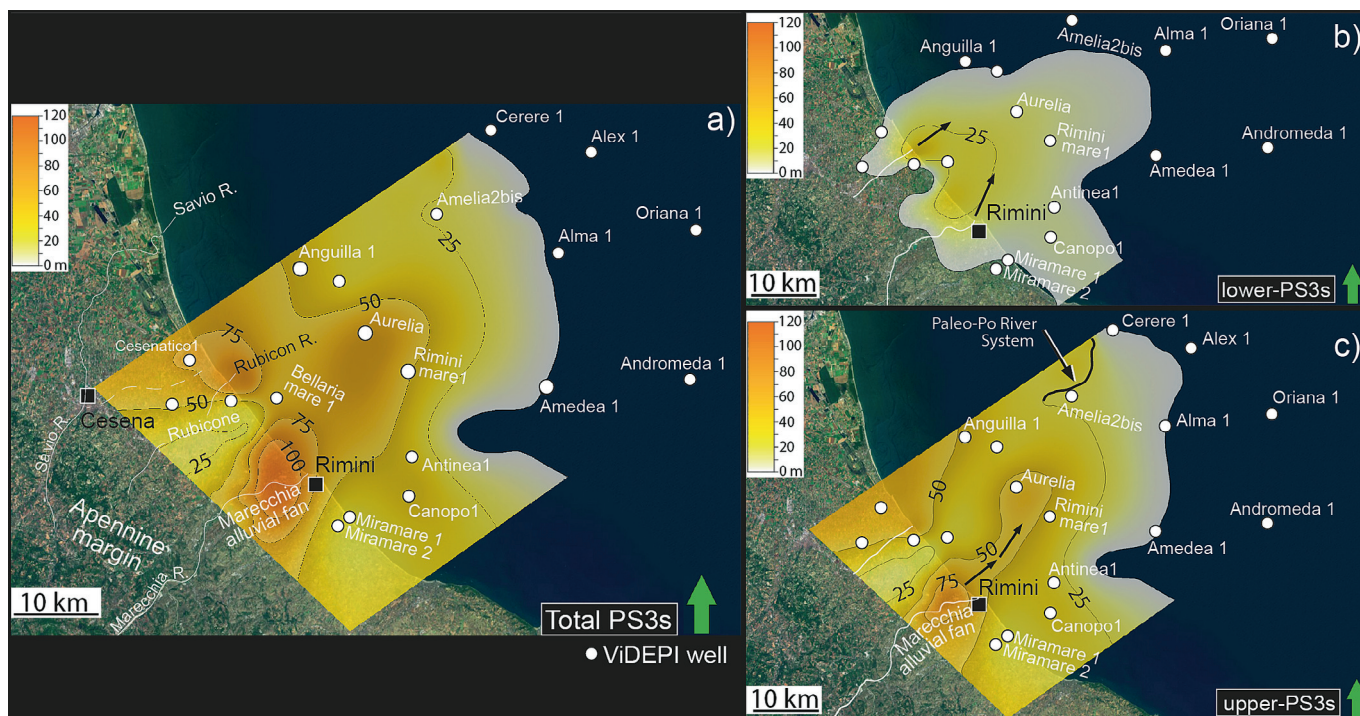 120
100
80
60
40
20
0 m
a)
Cerere 1
Alex 1
Savio R.
Amelia2bis
Oriana 1
25
Alma 1
Anguilla 1
50
75
Aurelia
Cesenatico1
Rubicon R.
Rimini
mare1
Andromeda 1
Bellaria
mare 1
Amedea 1
50
Cesena
Rubicone
75
25
100
Rimini
Antinea1
Savio R.
Marecchia
alluvial fan
Canopo1
Apennine
margin
Miramare 1
Miramare 2
Marecchia R.
10 km
Total PS3s
ViDEPI well
120
100
80
60
40
20
0 m
b)
Amelia2bis
Oriana 1
Alma 1
Anguilla 1
Aurelia
25
Rimini
mare1
Andromeda 1
Amedea 1
Antinea1
Rimini
Canopo1
Miramare 1
Miramare 2
10 km
lower-PS3s
120
100
80
60
40
20
0 m
c)
Paleo-Po River
System
Cerere 1
Alex 1
Amelia2bis
Oriana 1
Alma 1
Anguilla 1
50
Aurelia
Rimini
mare1
Andromeda 1
Amedea 1
50
25
75
Rimini
Antinea1
25
Marecchia
alluvial fan
Canopo1
Miramare 1
Miramare 2
10 km
upper-PS3s